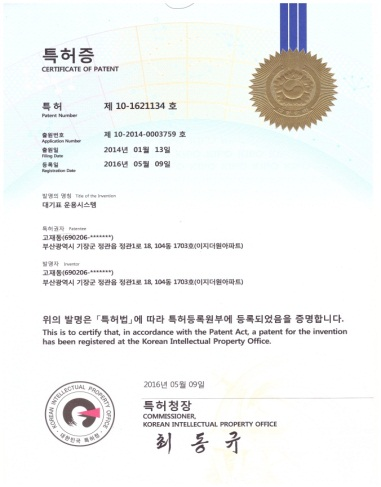 특허증
CERTIFICATE OF PATENT
특 허 제 10-1621134 호
Patent Number
출원번호 제 10-2014-0003759 호
Application Number
출원일 2014년 01월 13일
Filing Date
등록일 2016년 05월 09일
Registration Date
발명의 명칭 Title of the Invention
대기표 운용시스템
특허권자 Patentee
고재동(690206-*******)
부산광역시 기장군 정관읍 정관1로 18, 104동 1703호(이지더원아파트)
발명자 Inventor
고재동(690206-*******)
부산광역시 기장군 정관읍 정관1로 18, 104동 1703호(이지더원아파트)
위의 발명은 「특허법」에 따라 특허등록원부에 등록되었음을 증명합니다.
This is to certify that, in accordance with the Patent Act, a patent for the invention
has been registered at the Korean Intellectual Property Office.
2016년 05월 09일
특허청장
COMMISSIONER,
KOREAN INTELLECTUAL PROPERTY OFFICE
최동규
KOREAN INTELLECTUAL PROPERTY OFFICE
대한민국 특허청